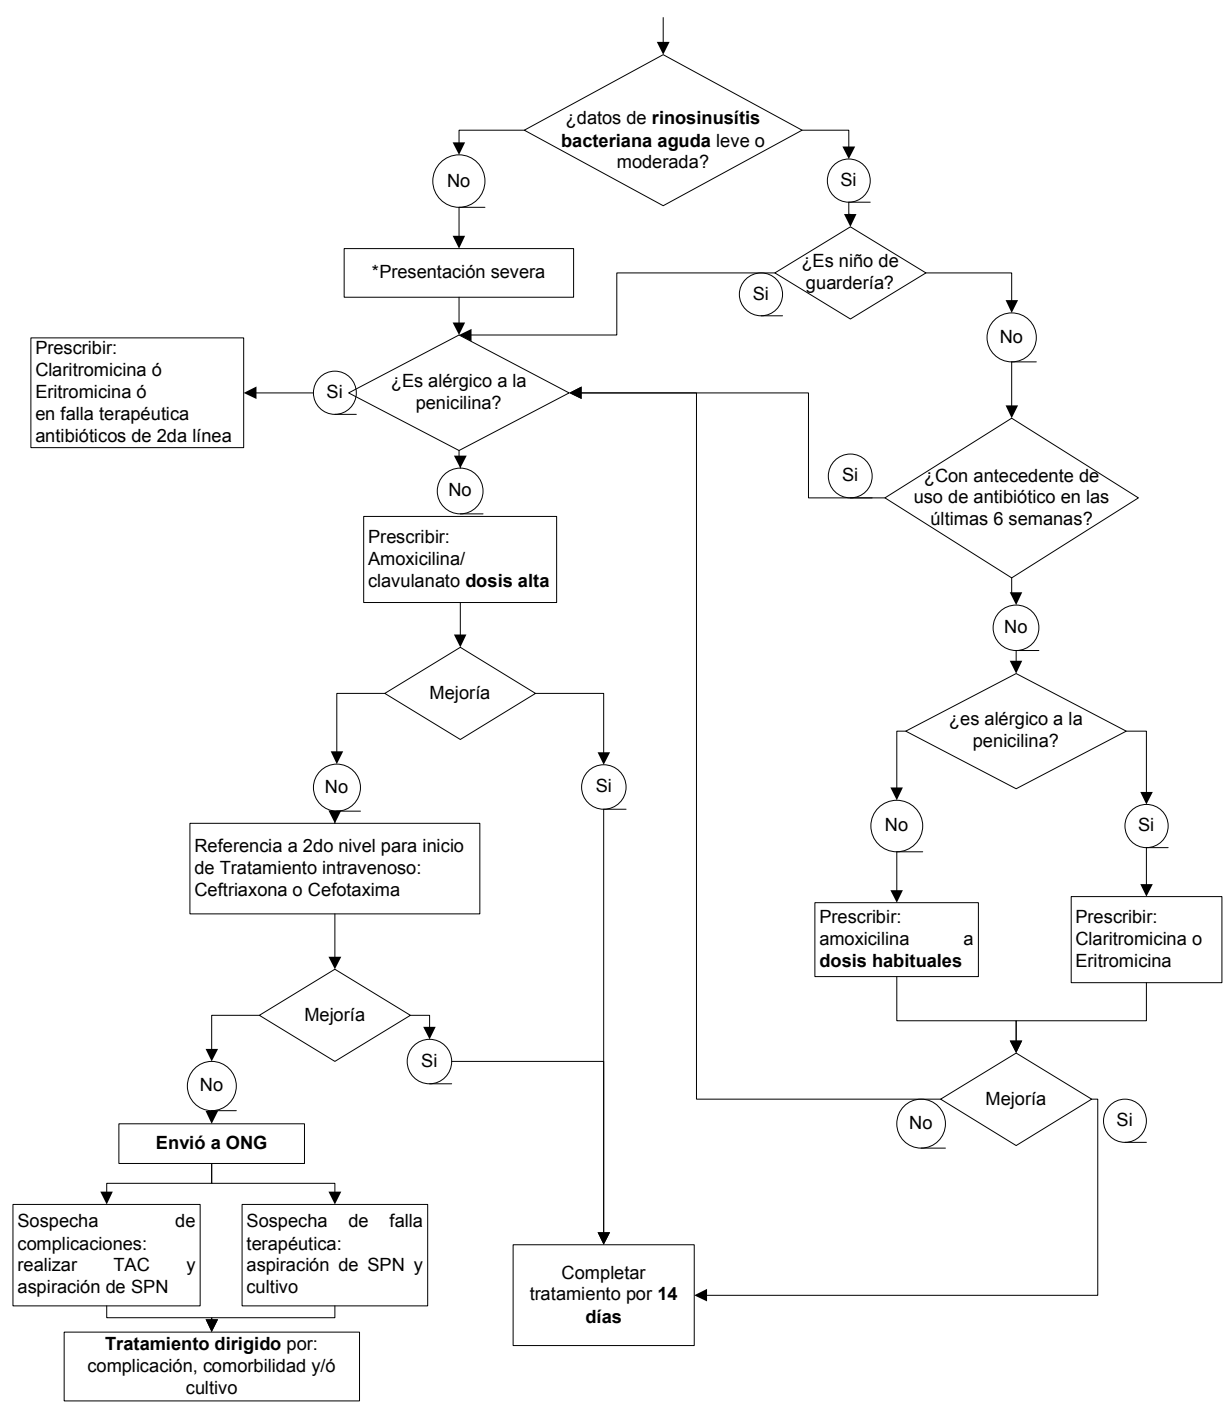 ¿datos de rinosinusítis
bacteriana aguda leve o
moderada?
No
Si
*Presentación severa
¿Es niño de
guardería?
Si
No
Prescribir:
Claritromicina ó
Eritromicina ó
en falla terapéutica
antibióticos de 2da línea
Si
¿Es alérgico a la
penicilina?
No
Si
¿Con antecedente de
uso de antibiótico en las
últimas 6 semanas?
Prescribir:
Amoxicilina/
clavulanato dosis alta
No
Mejoría
¿es alérgico a la
penicilina?
No
Si
No
Si
Referencia a 2do nivel para inicio
de Tratamiento intravenoso:
Ceftriaxona o Cefotaxima
Prescribir:
amoxicilina a
dosis habituales
Prescribir:
Claritromicina o
Eritromicina
Mejoría
Si
No
Mejoría
No
Si
Envió a ONG
Sospecha de
complicaciones:
realizar TAC y
aspiración de SPN
Sospecha de falla
terapéutica:
aspiración de SPN y
cultivo
Completar
tratamiento por 14
días
Tratamiento dirigido por:
complicación, comorbilidad y/ó
cultivo